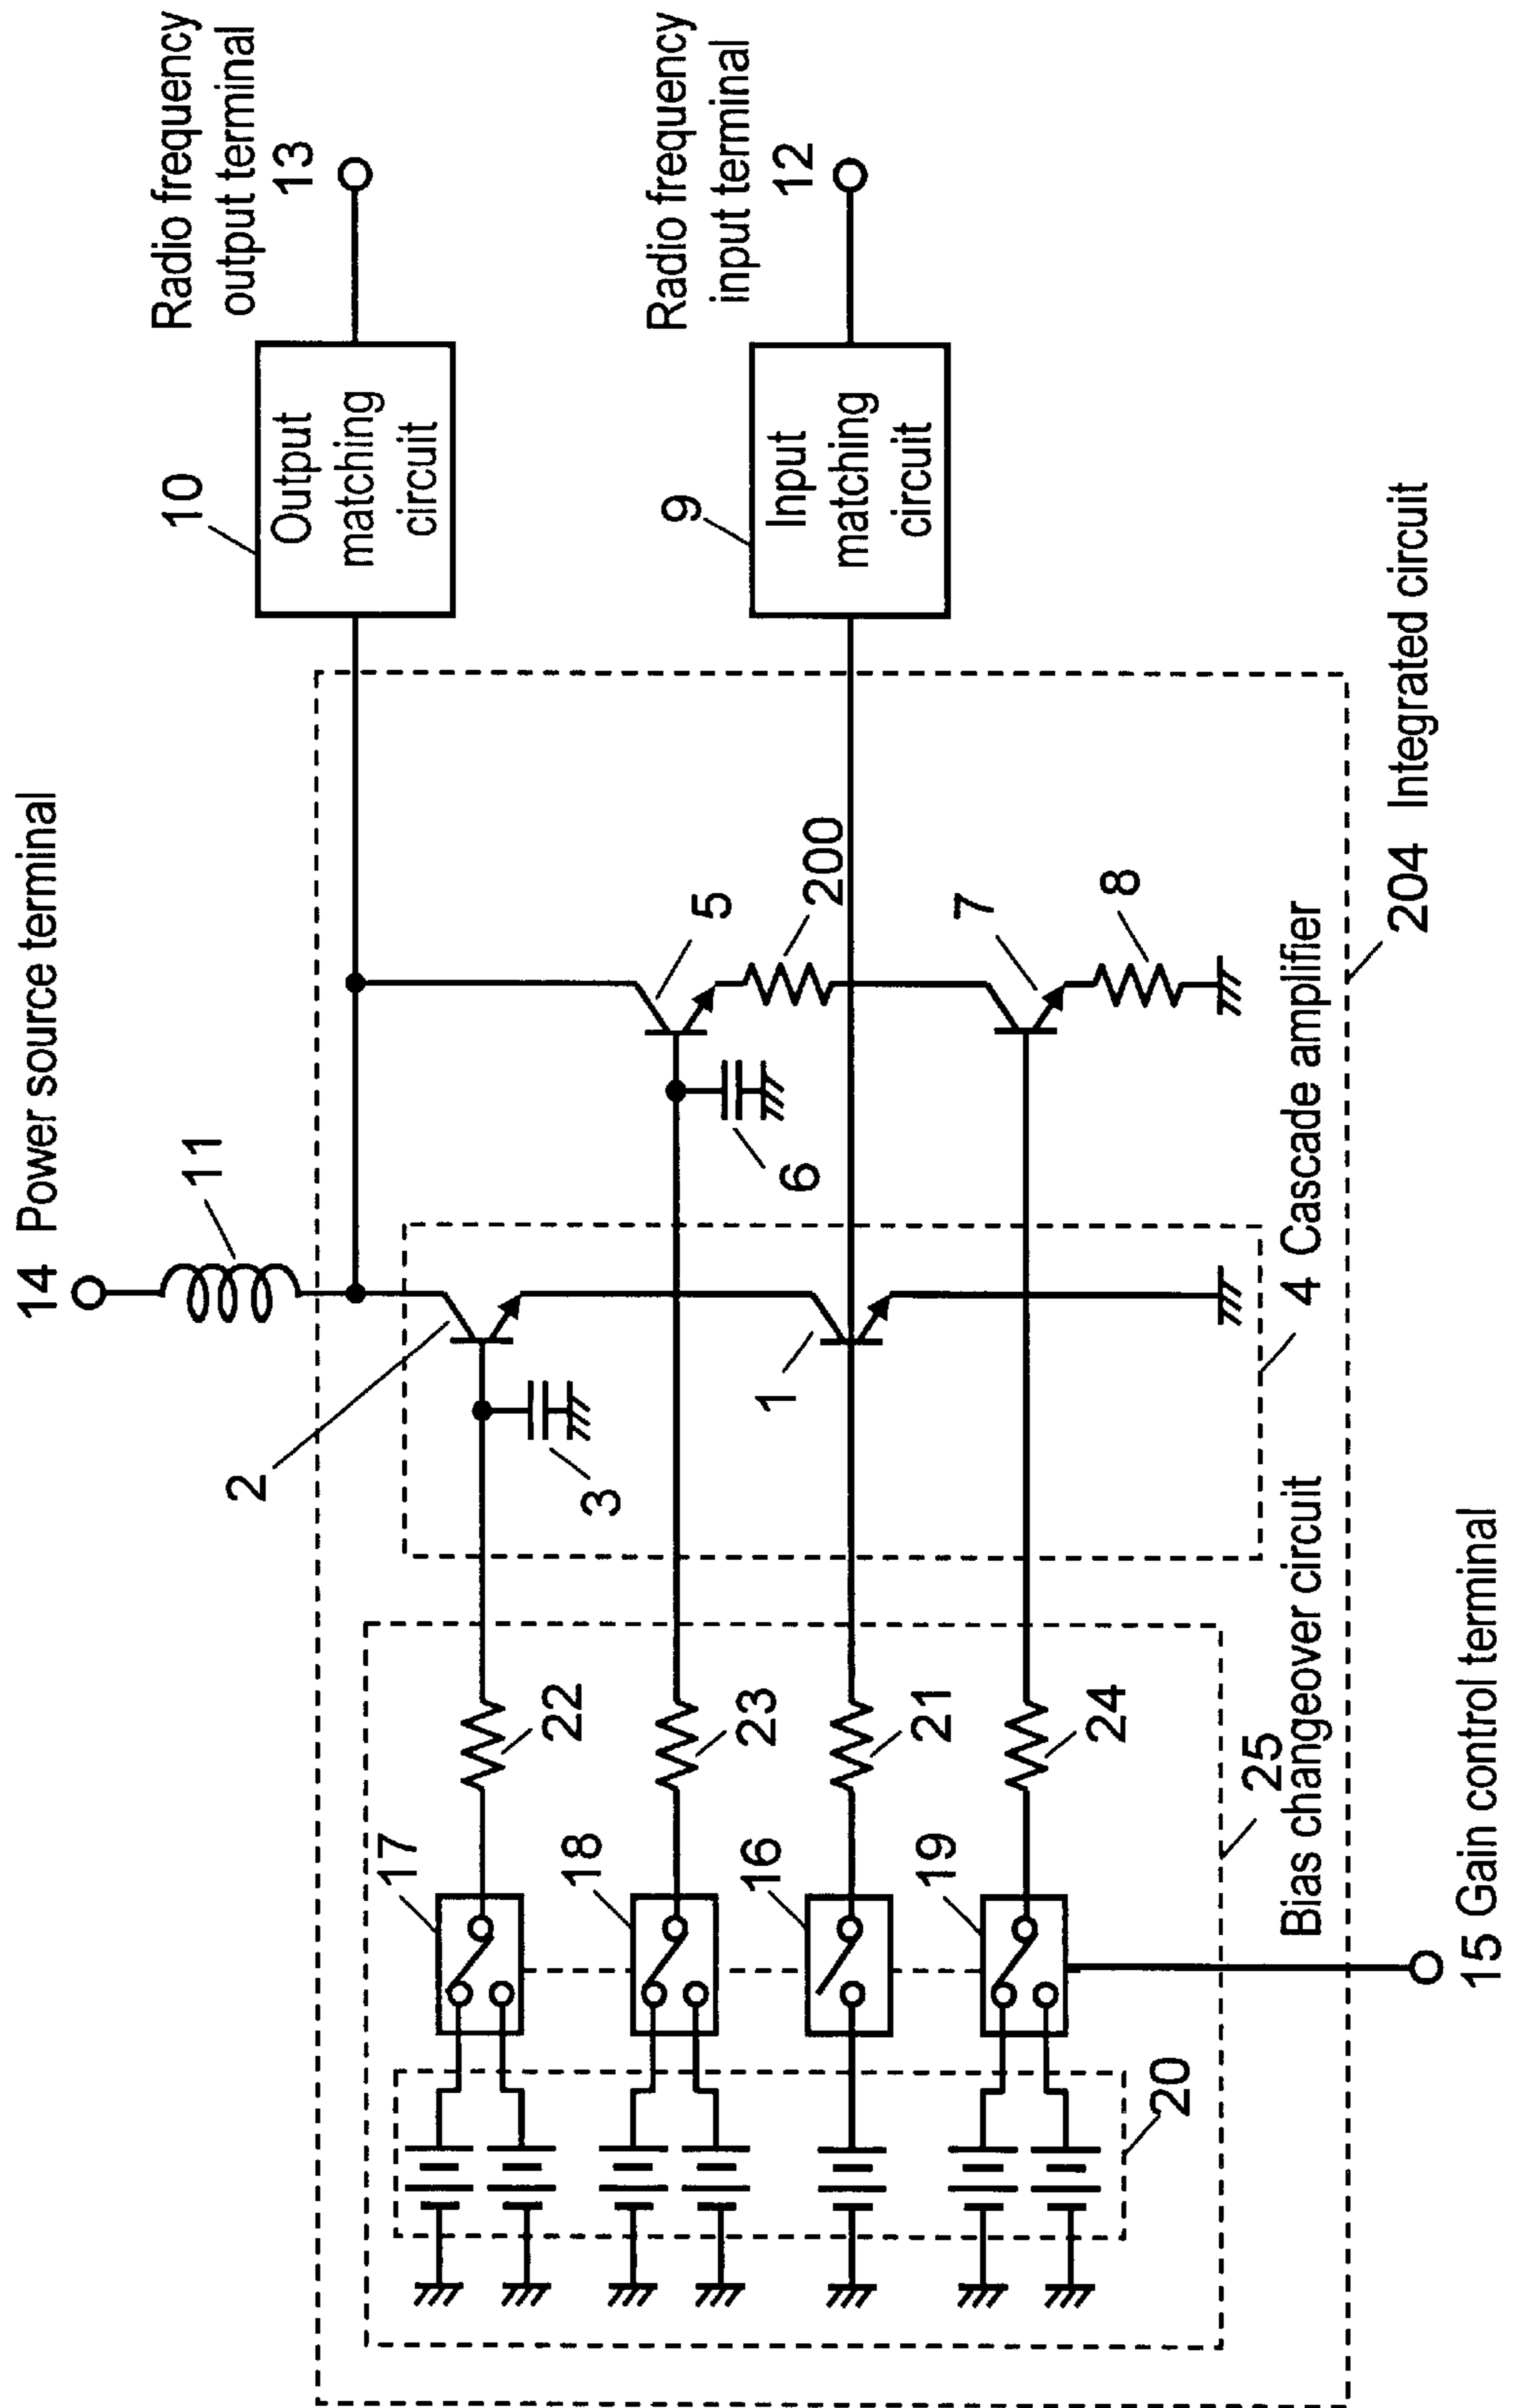 14 Power source terminal
11
10
Output
matching
circuit
Radio frequency
output terminal
13
2
3
5
6
200
9
Input
matching
circuit
Radio frequency
input terminal
12
1
7
8
4 Cascade amplifier
204 Integrated circuit
17
22
18
23
16
21
19
24
20
25
Bias changeover circuit
15 Gain control terminal